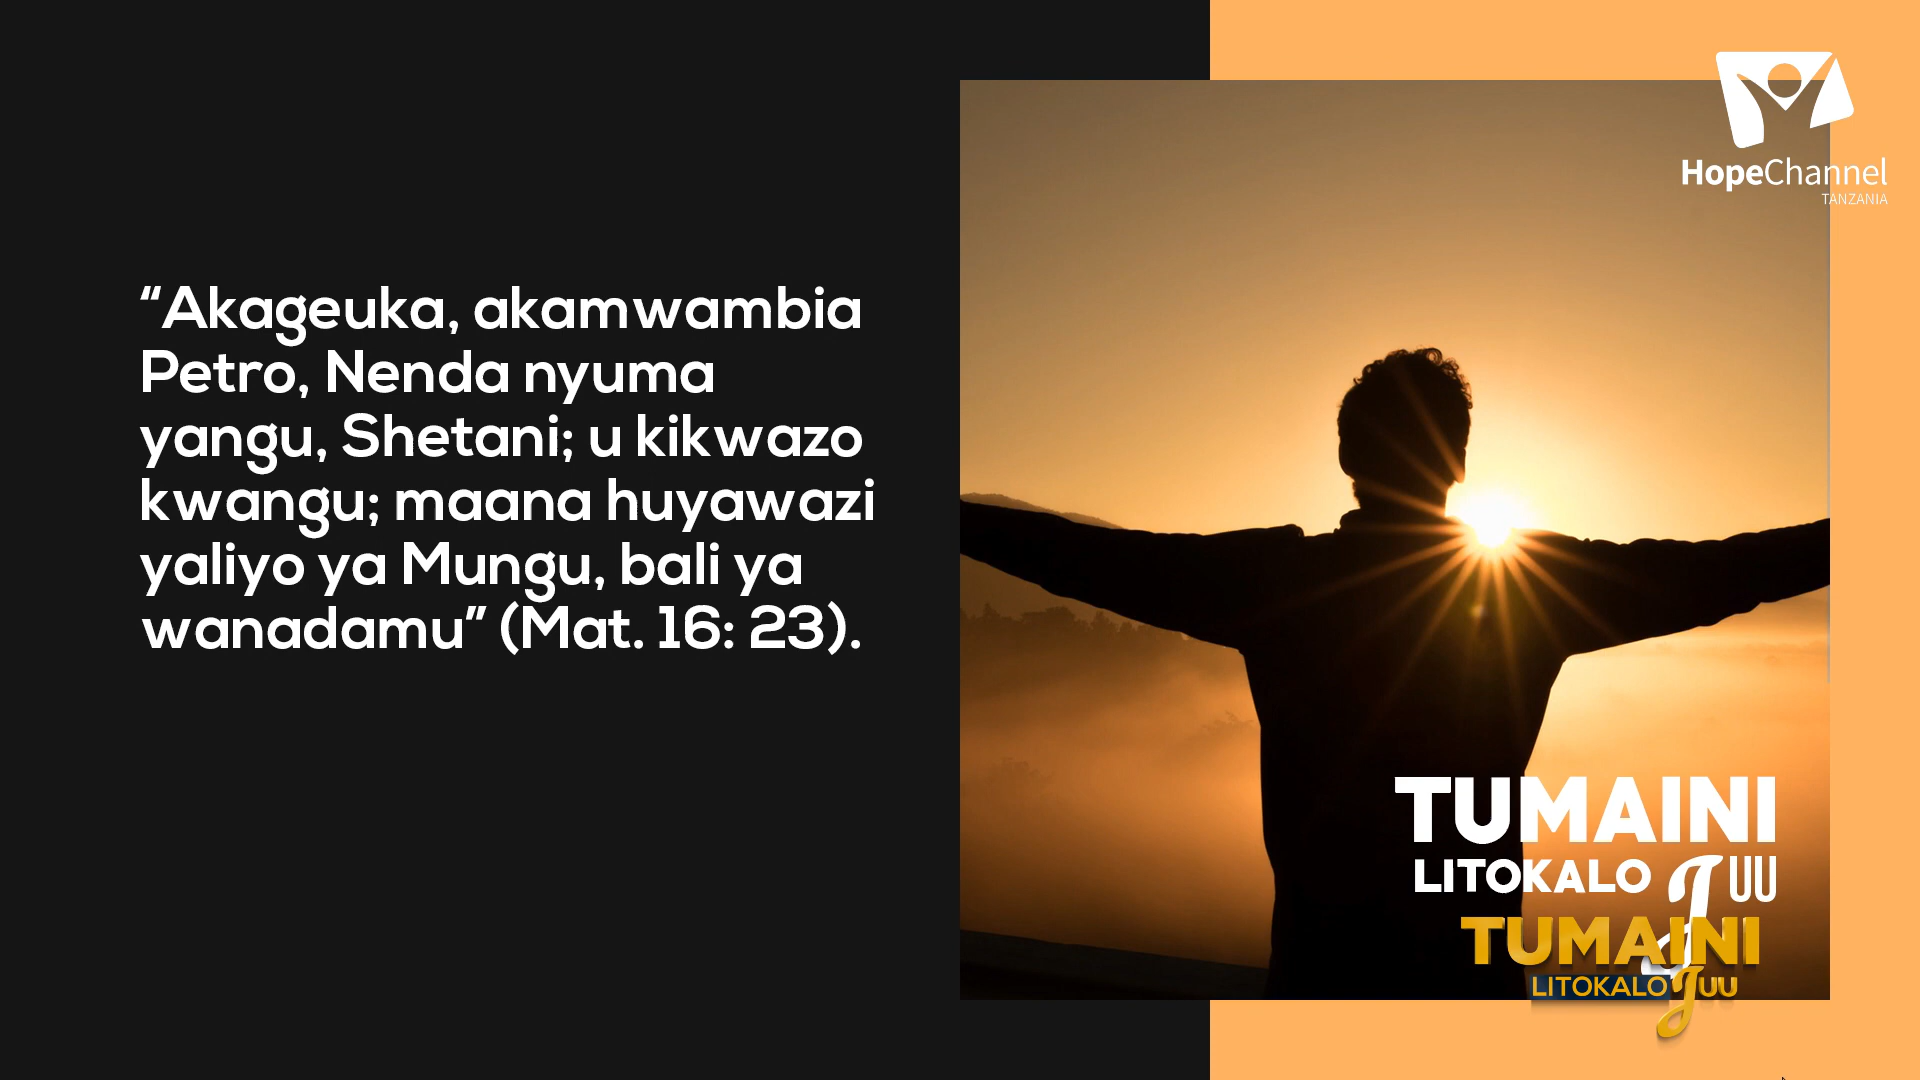 “Akageuka, akamwambia
Petro, Nenda nyuma
yangu, Shetani; u kikwazo
kwangu; maana huyawazi
yaliyo ya Mungu, bali ya
wanadamu” (Mat. 16: 23).
HopeChannel
TANZANIA
TUMAINI
LITOKALO JUU
TUMAINI
LITOKALO JUU